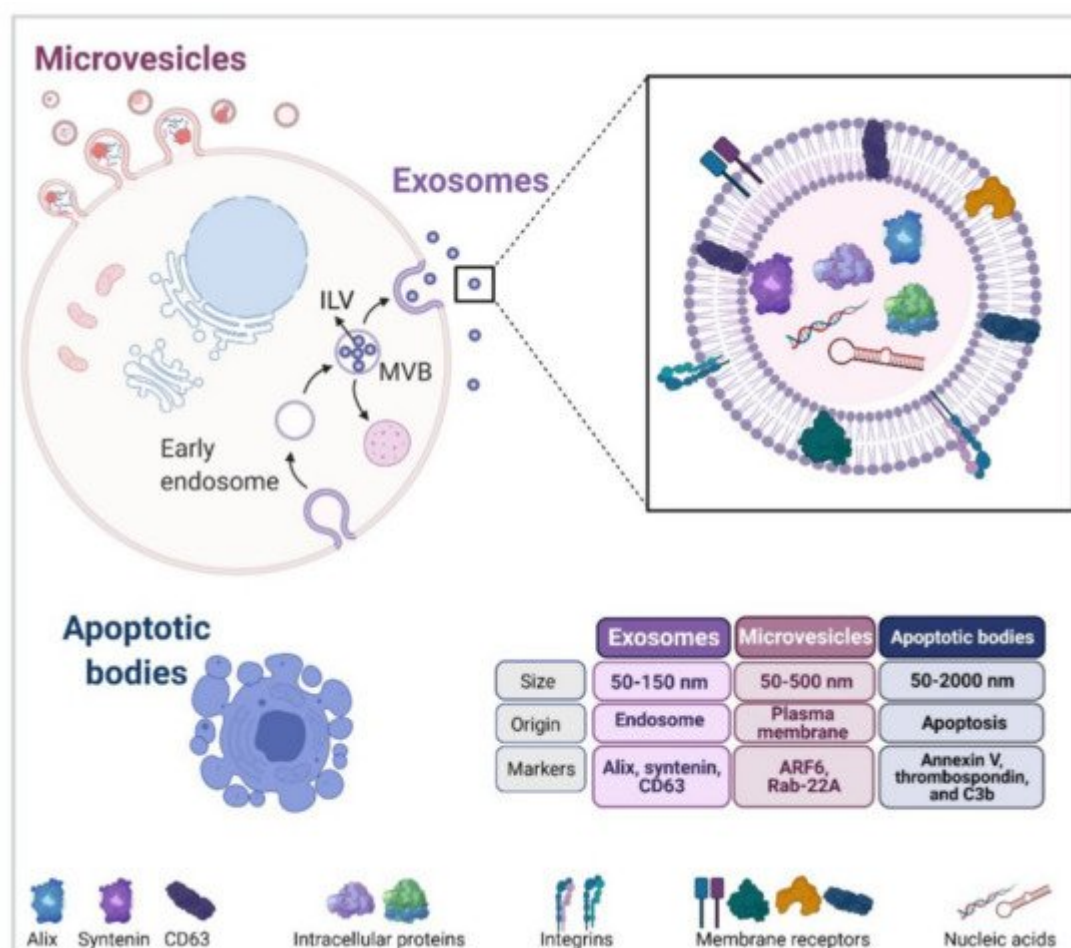 Microvesicles
Exosomes
ILV
MVB
Early
endosome
Apoptotic
bodies
Exosomes Microvesicles Apoptotic bodies
Size 50-150 nm 50-500 nm 50-2000 nm
Origin Endosome Plasma
membrane Apoptosis
Markers Alix, syntenin,
CD63 ARF6,
Rab-22A Annexin V,
thrombospondin,
and C3b
Alix Syntenin CD63 Intracellular proteins Integrins Membrane receptors Nucleic acids